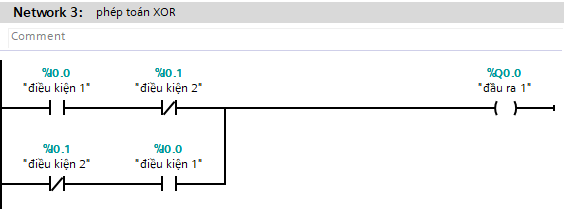 Network 3: phép toán XOR
Comment
%I0.0 %I0.1 %Q0.0
"điều kiện 1" "điều kiện 2" "đầu ra 1"
%I0.1 %I0.0
"điều kiện 2" "điều kiện 1"